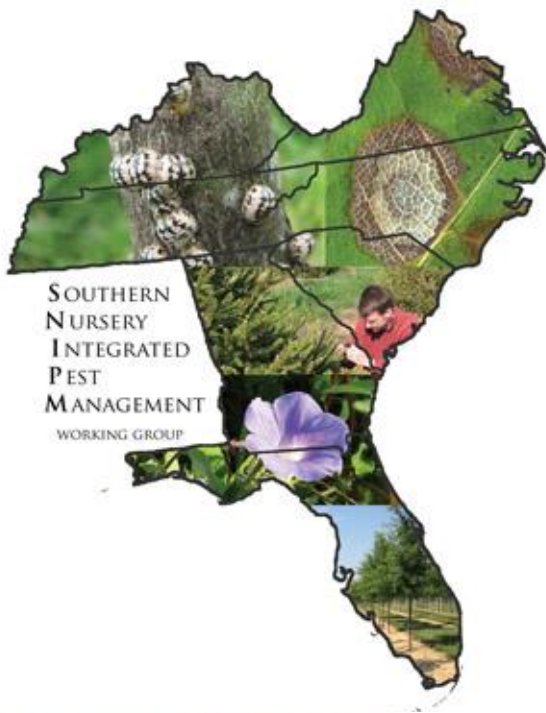 SOUTHERN
NURSERY
INTEGRATED
PEST
MANAGEMENT
WORKING GROUP